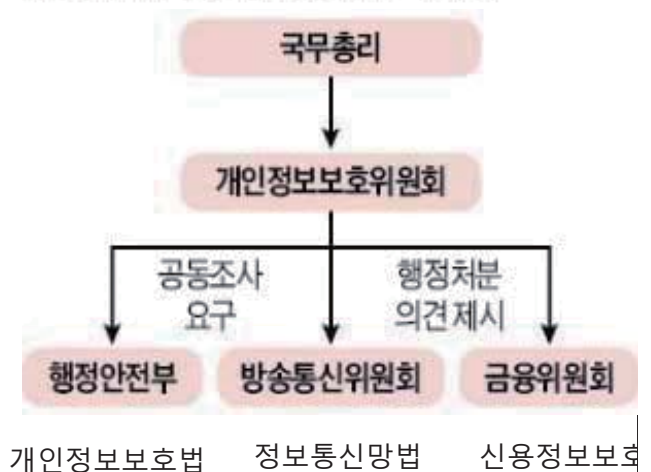 국무총리
개인정보보호위원회
공동조사
요구
행정처분
의견 제시
행정안전부 방송통신위원회 금융위원회
개인정보보호법 정보통신망법